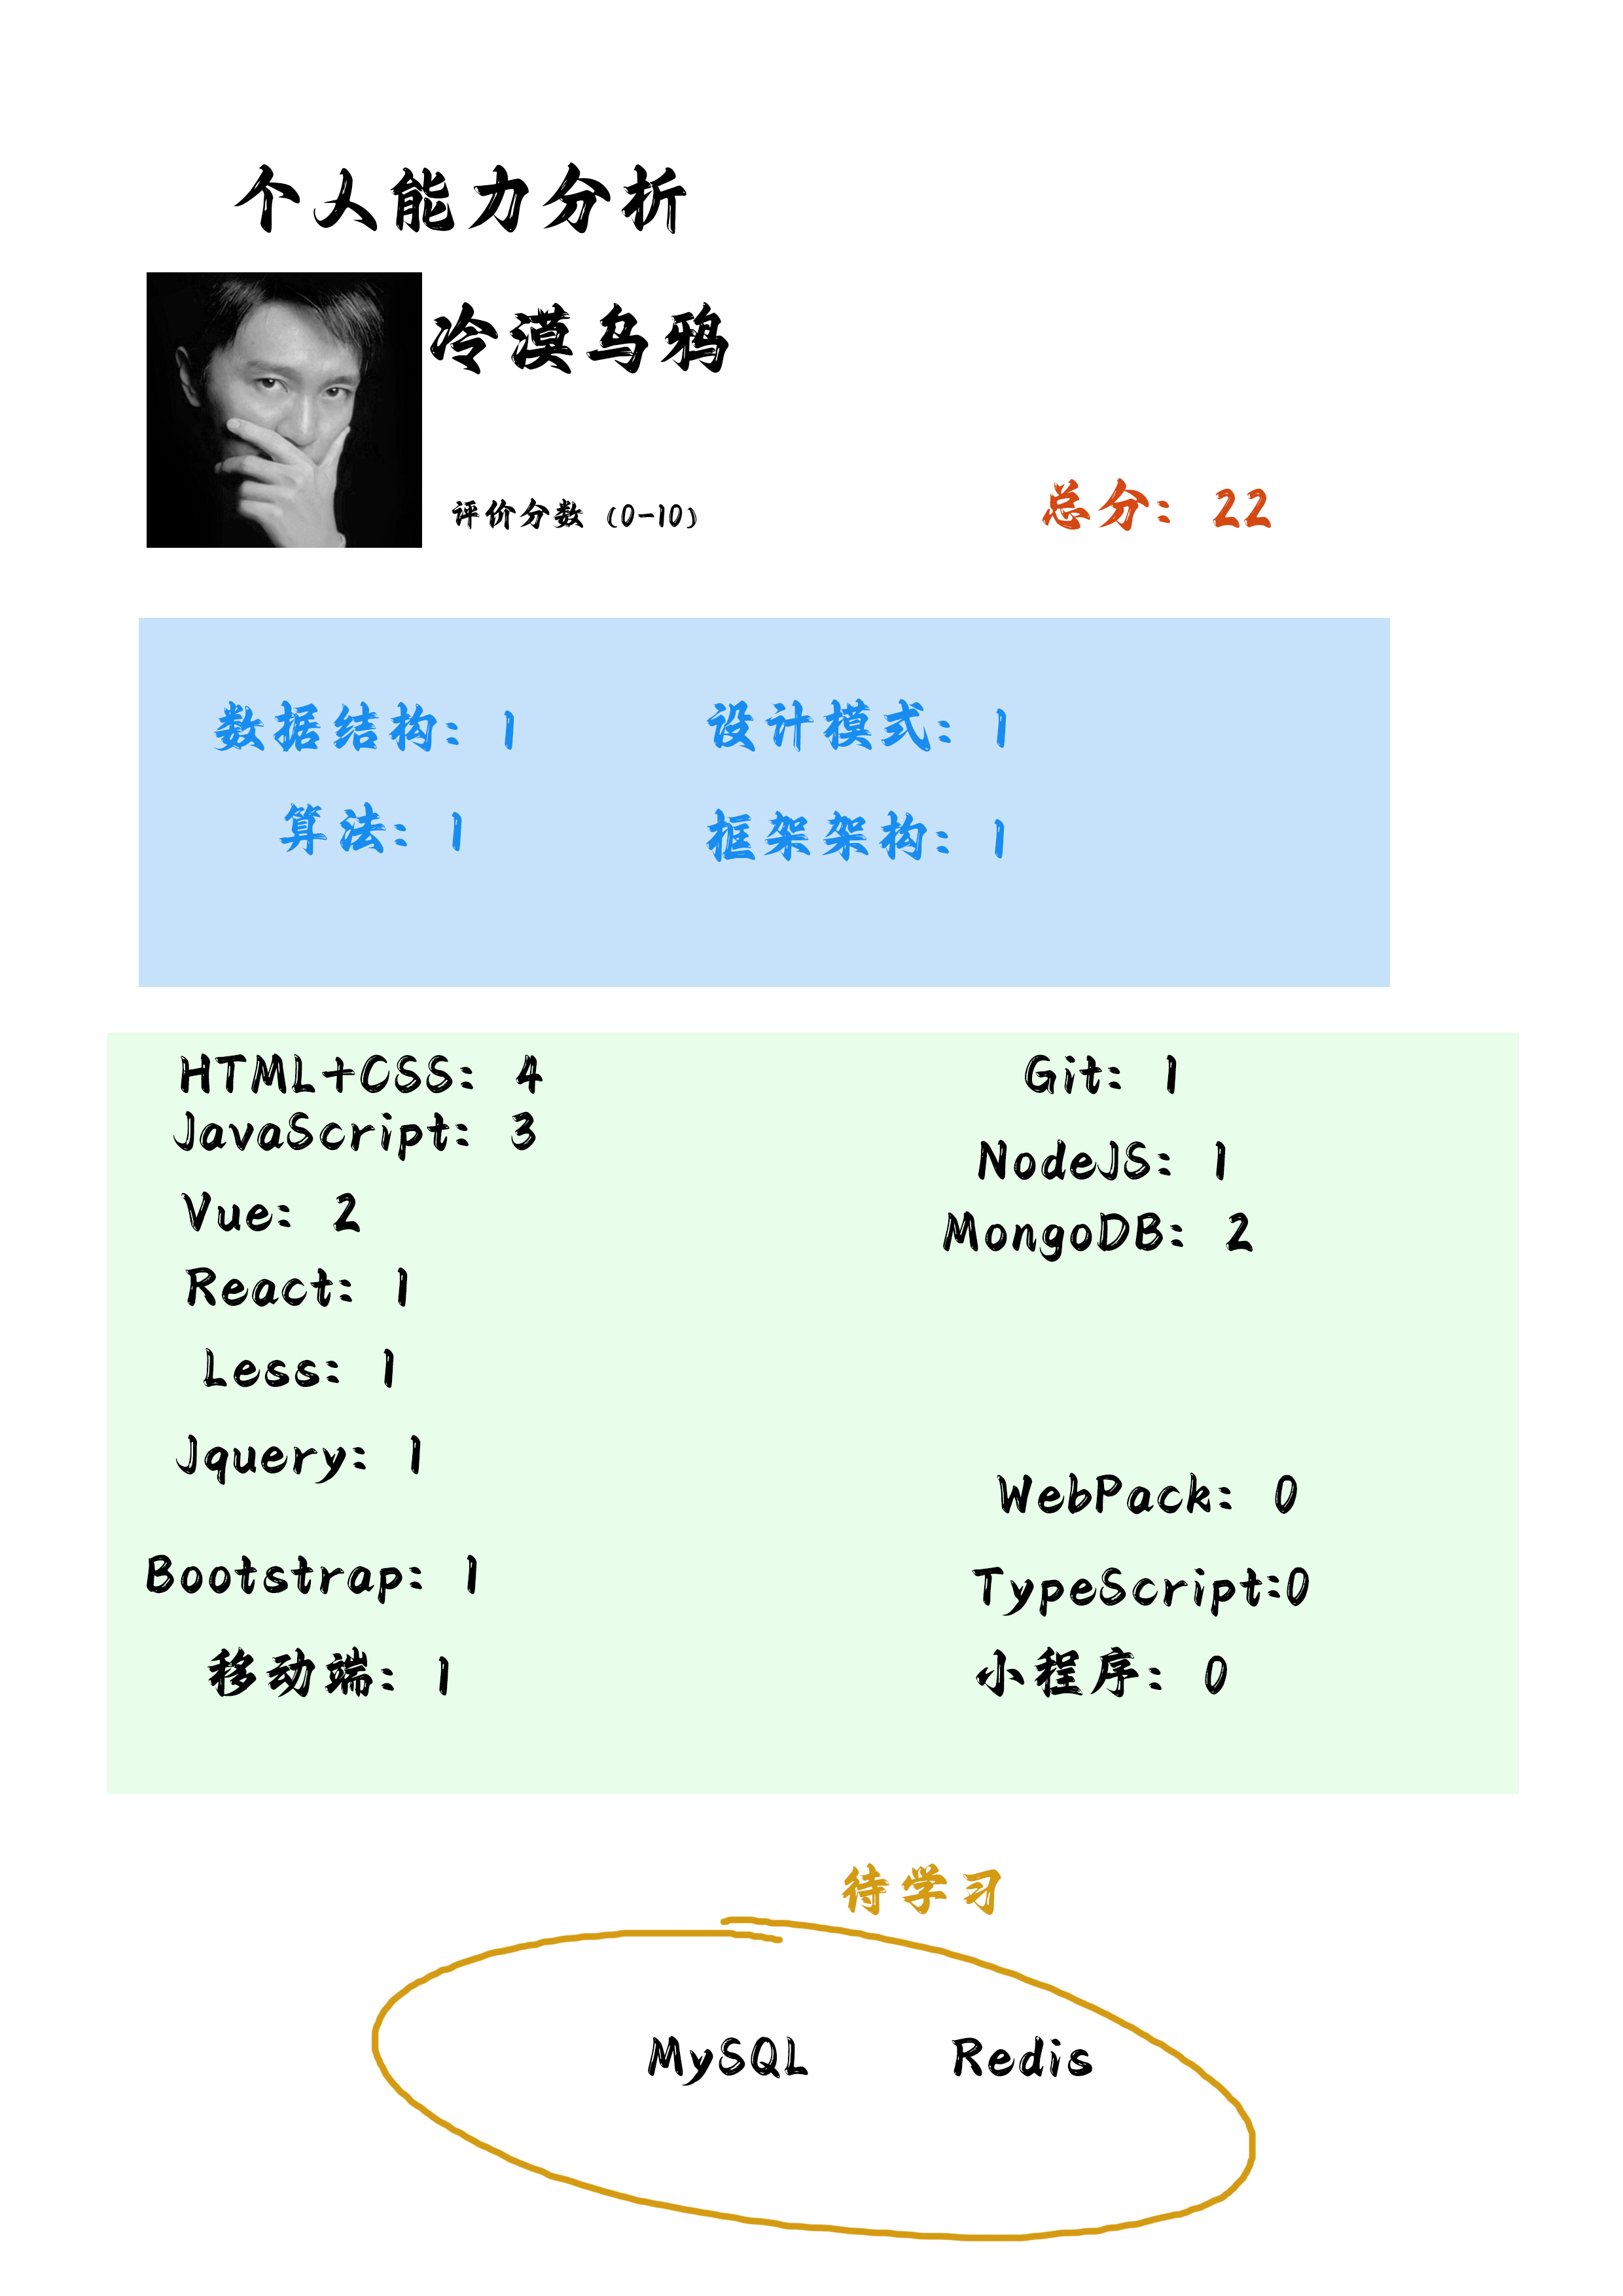 个人能力分析
冷漠乌鸦
评价分数（0-10）
总分：22
数据结构：1
设计模式：1
算法：1
框架架构：1
HTML+CSS：4
JavaScript：3
Vue：2
React：1
Less：1
Jquery：1
Bootstrap：1
移动端：1
Git：1
NodeJS：1
MongoDB：2
WebPack：0
TypeScript:0
小程序：0
待学习
MySQL
Redis